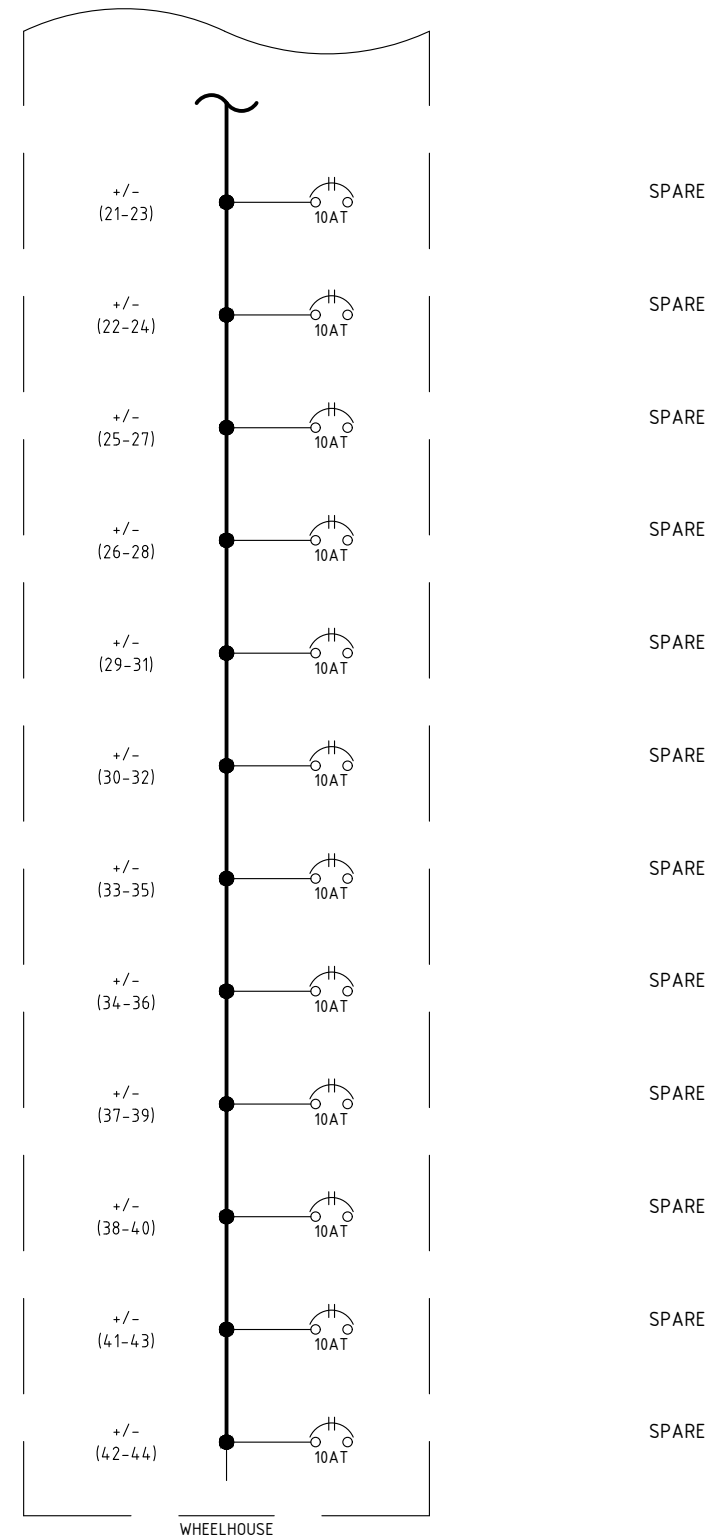 +/-
(21-23)
10AT
SPARE
+/-
(22-24)
10AT
SPARE
+/-
(25-27)
10AT
SPARE
+/-
(26-28)
10AT
SPARE
+/-
(29-31)
10AT
SPARE
+/-
(30-32)
10AT
SPARE
+/-
(33-35)
10AT
SPARE
+/-
(34-36)
10AT
SPARE
+/-
(37-39)
10AT
SPARE
+/-
(38-40)
10AT
SPARE
+/-
(41-43)
10AT
SPARE
+/-
(42-44)
10AT
SPARE
WHEELHOUSE